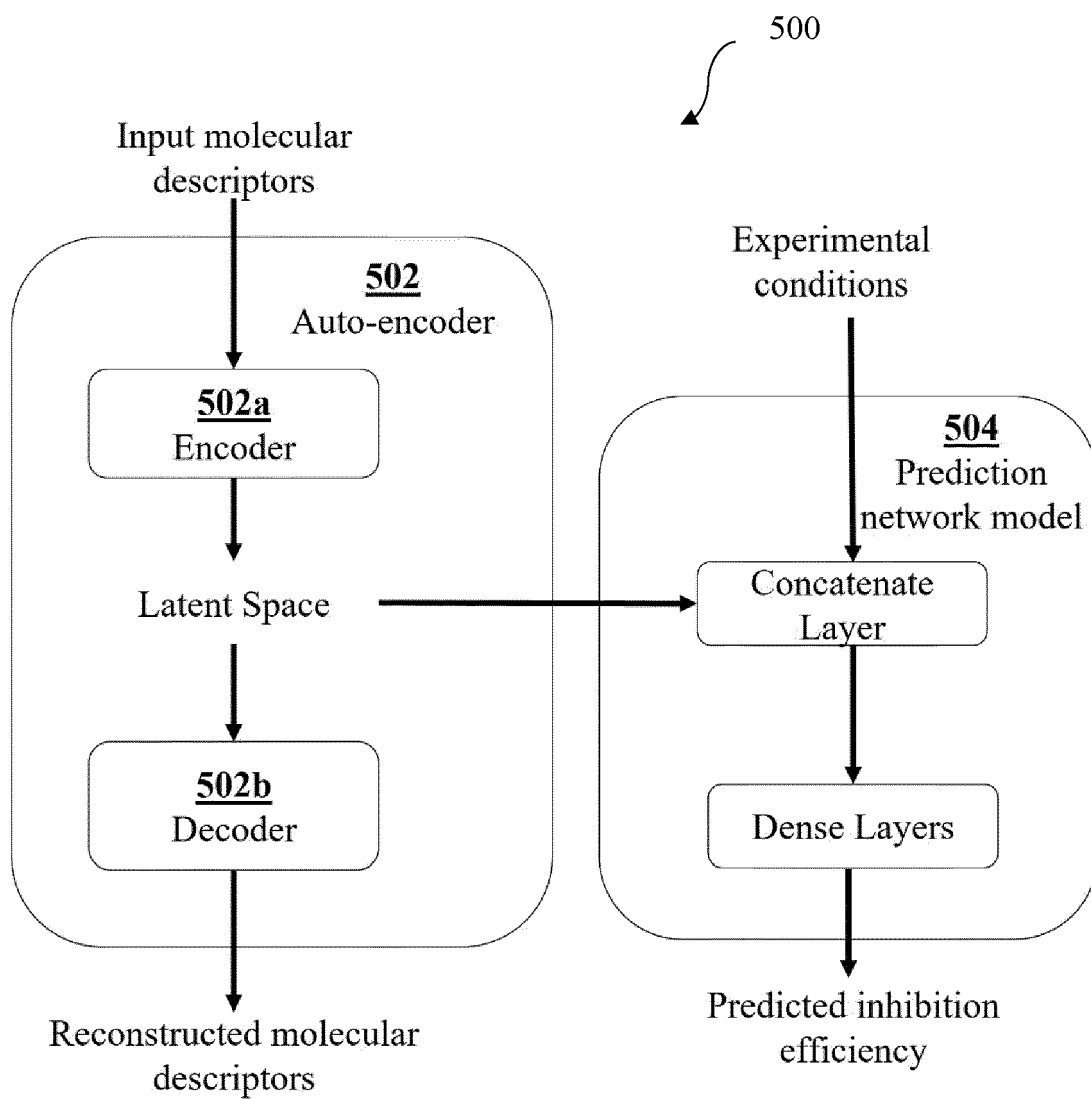 500
Input molecular
descriptors
502
Auto-encoder
502a
Encoder
Latent Space
502b
Decoder
Reconstructed molecular
descriptors
Experimental
conditions
504
Prediction
network model
Concatenate
Layer
Dense Layers
Predicted inhibition
efficiency